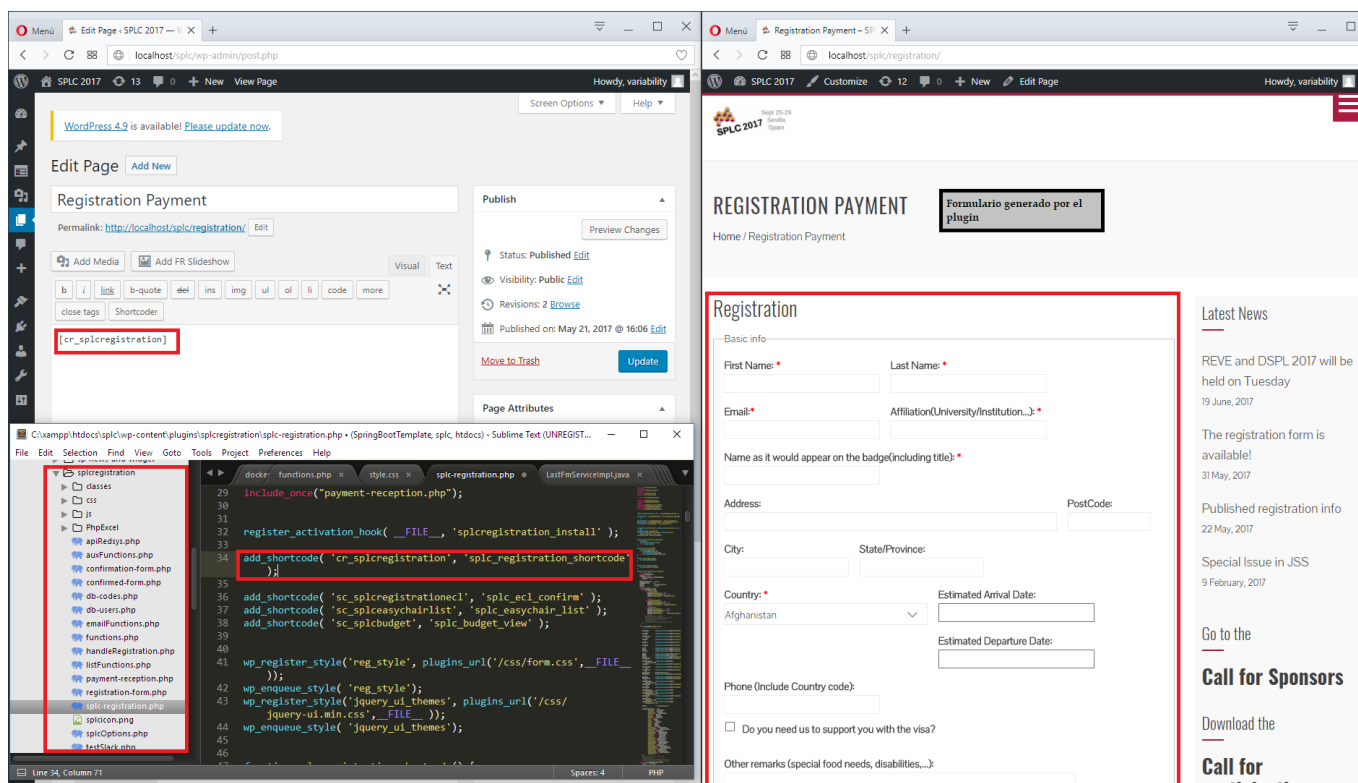 Menú
Edit Page ‹ SPLC 2017 — V
localhost/splc/wp-admin/post.php
SPLC 2017 13 0 New View Page Howdy, variability
Screen Options ▼ Help ▼
WordPress 4.9 is available! Please update now.
Edit Page Add New
Registration Payment
Permalink: http://localhost/splc/registration/ Edit
Add Media Add FR Slideshow
Visual Text
b i link b-quote del ins img ul ol li code more
close tags Shortcoder
[cr_splcregistration]
Publish
Preview Changes
Status: Published Edit
Visibility: Public Edit
Revisions: 2 Browse
Published on: May 21, 2017 @ 16:06 Edit
Move to Trash Update
Page Attributes
C:\xampp\htdocs\splc\wp-content\plugins\splcregistration\splc-registration.php • (SpringBootTemplate, splc, htdocs) - Sublime Text (UNREGIST...
File Edit Selection Find View Goto Tools Project Preferences Help
splcregistration
classes
css
js
PhpExcel
apiRedsys.php
auxFunctions.php
confirmation-form.php
confirmed-form.php
db-codes.php
db-users.php
emailFunctions.php
functions.php
handleRegistration.php
listFunctions.php
payment-reception.php
registration-form.php
splc-registration.php
splcicon.png
splcOptions.php
testSlack.php
docke functions.php style.css splc-registration.php LastFmServiceImpl.java
29 include_once("payment-reception.php");
30
31
32 register_activation_hook( __FILE__, 'splcregistration_install' );
33
34 add_shortcode( 'cr_splcregistration', 'splc_registration_shortcode'
);
35
36 add_shortcode( 'sc_splcregistrationecl', 'splc_ecl_confirm' );
37 add_shortcode( 'sc_splceasychairlist', 'splc_easychair_list' );
38 add_shortcode( 'sc_splcbudget', 'splc_budget_view' );
39
40
41 wp_register_style('reg_style', plugins_url('/css/form.css',__FILE__
));
42 wp_enqueue_style( 'reg_style');
43 wp_register_style('jquery_ui_themes', plugins_url('/css/
jquery-ui.min.css',__FILE__ ));
44 wp_enqueue_style( 'jquery_ui_themes');
45
46
Line 34, Column 71 Spaces: 4 PHP
Menú
Registration Payment – SP
localhost/splc/registration/
SPLC 2017 Customize 12 0 New Edit Page Howdy, variability
SPLC 2017
Sept 25-29
Sevilla
Spain
REGISTRATION PAYMENT
Home / Registration Payment
Formulario generado por el
plugin
Registration
Basic info
First Name: * Last Name: *
Email:* Affiliation(University/Institution...): *
Name as it would appear on the badge(including title): *
Address: PostCode:
City: State/Province:
Country: * Estimated Arrival Date:
Afghanistan
Estimated Departure Date:
Phone (Include Country code):
Do you need us to support you with the visa?
Other remarks (special food needs, disabilities,...):
Latest News
REVE and DSPL 2017 will be
held on Tuesday
19 June, 2017
The registration form is
available!
31 May, 2017
Published registration info
22 May, 2017
Special Issue in JSS
9 February, 2017
Go to the
Call for Sponsors
Download the
Call for